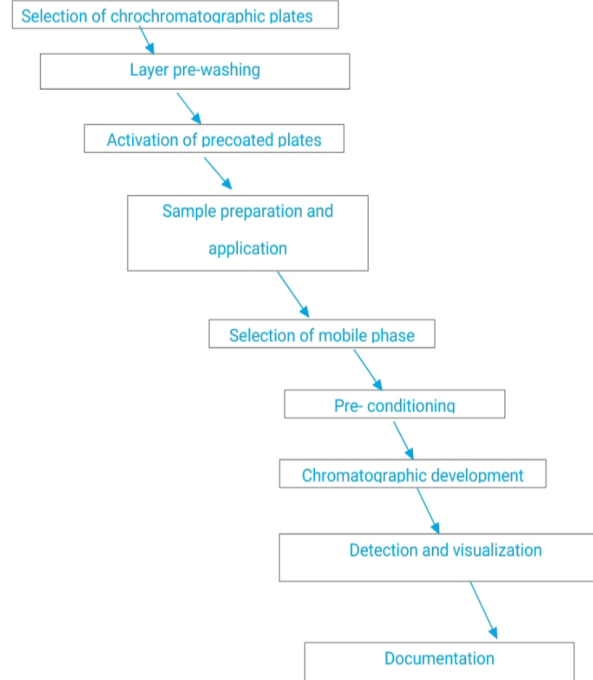 Selection of chrochromatographic plates
Layer pre-washing
Activation of precoated plates
Sample preparation and
application
Selection of mobile phase
Pre- conditioning
Chromatographic development
Detection and visualization
Documentation